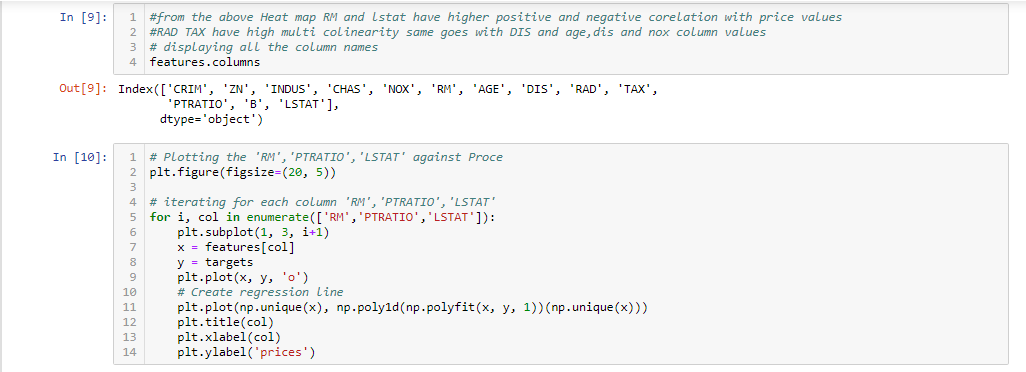 In [9]:
1 #from the above Heat map RM and lstat have higher positive and negative corelation with price values
2 #RAD TAX have high multi colinearity same goes with DIS and age,dis and nox column values
3 # displaying all the column names
4 features.columns
Out[9]: Index(['CRIM', 'ZN', 'INDUS', 'CHAS', 'NOX', 'RM', 'AGE', 'DIS', 'RAD', 'TAX',
'PTRATIO', 'B', 'LSTAT'],
dtype='object')
In [10]:
1 # Plotting the 'RM','PTRATIO','LSTAT' against Proce
2 plt.figure(figsize=(20, 5))
3
4 # iterating for each column 'RM','PTRATIO','LSTAT'
5 for i, col in enumerate(['RM','PTRATIO','LSTAT']):
6     plt.subplot(1, 3, i+1)
7     x = features[col]
8     y = targets
9     plt.plot(x, y, 'o')
10     # Create regression line
11     plt.plot(np.unique(x), np.poly1d(np.polyfit(x, y, 1))(np.unique(x)))
12     plt.title(col)
13     plt.xlabel(col)
14     plt.ylabel('prices')